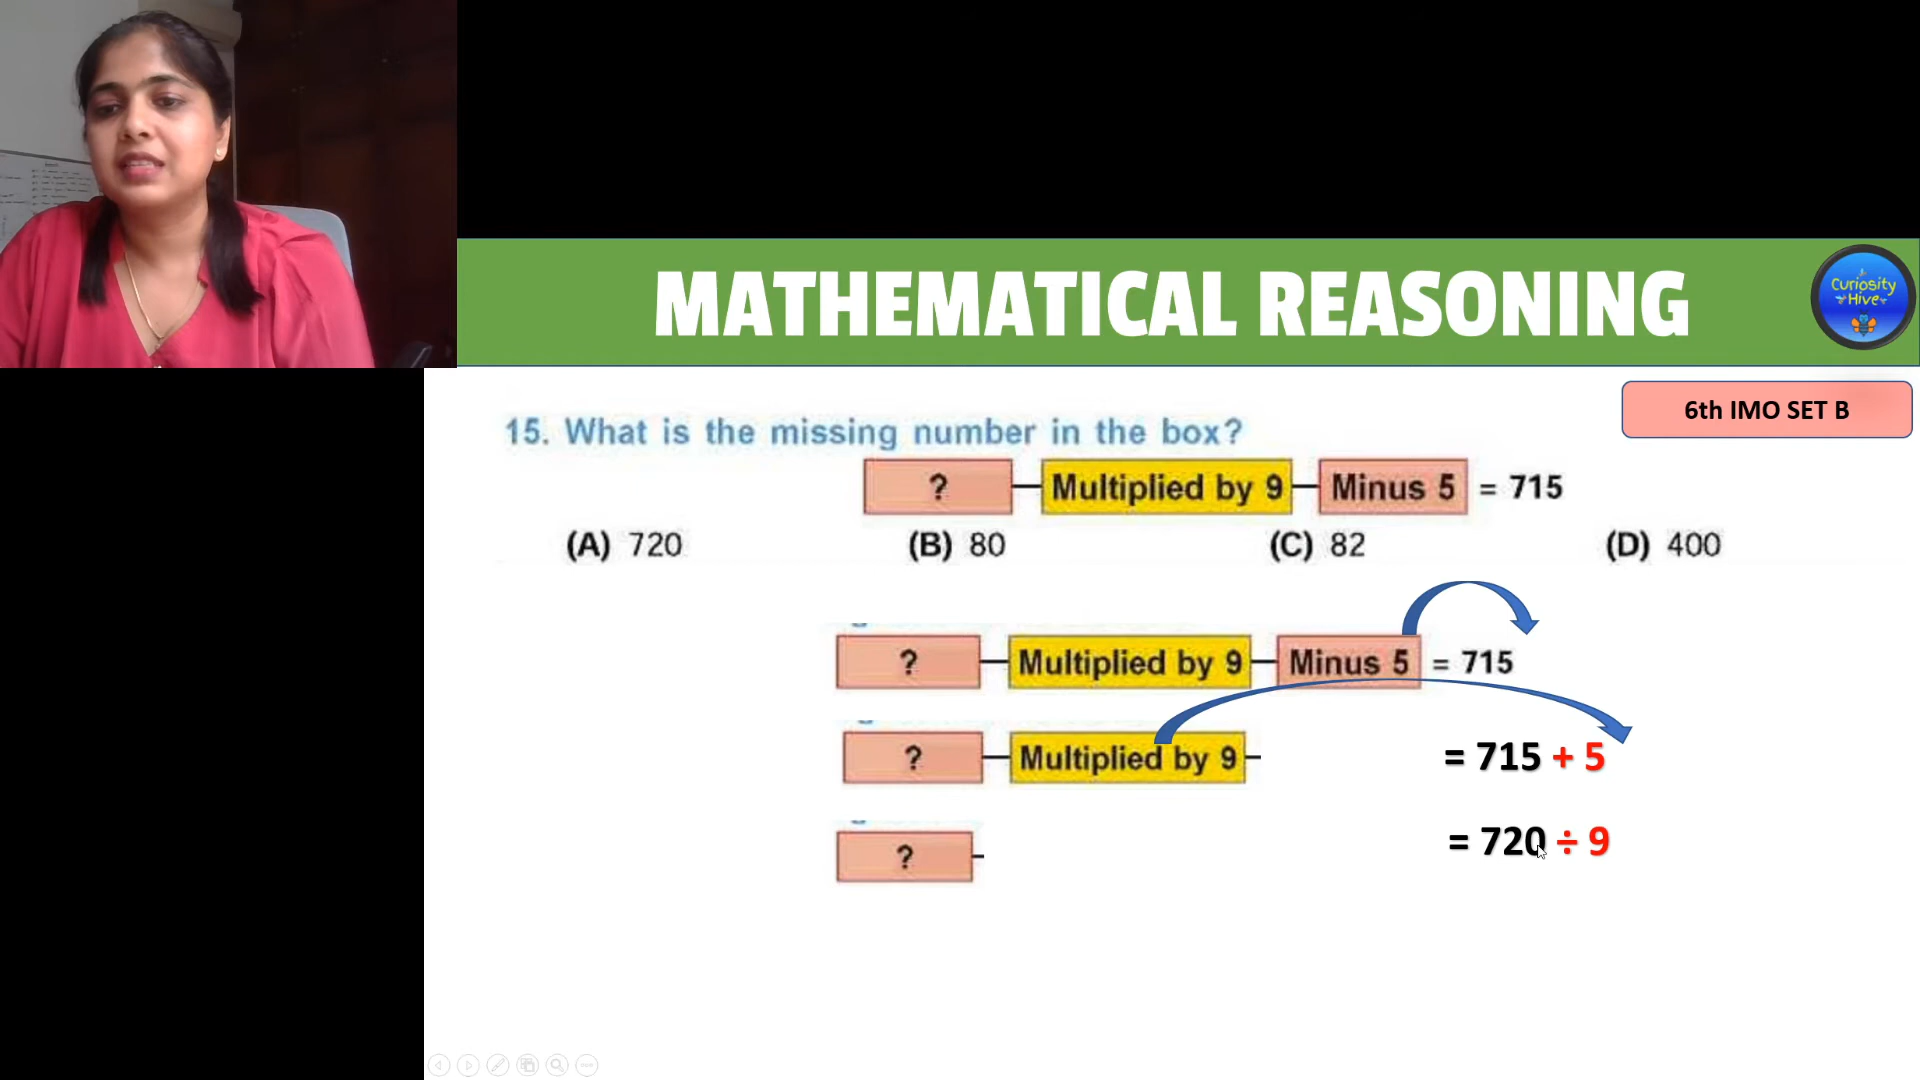 MATHEMATICAL REASONING
Curiosity
Hive
6th IMO SET B
15. What is the missing number in the box?
? Multiplied by 9 Minus 5 = 715
(A) 720 (B) 80 (C) 82 (D) 400
? Multiplied by 9 Minus 5 = 715
? Multiplied by 9 = 715 + 5
? = 720 ÷ 9